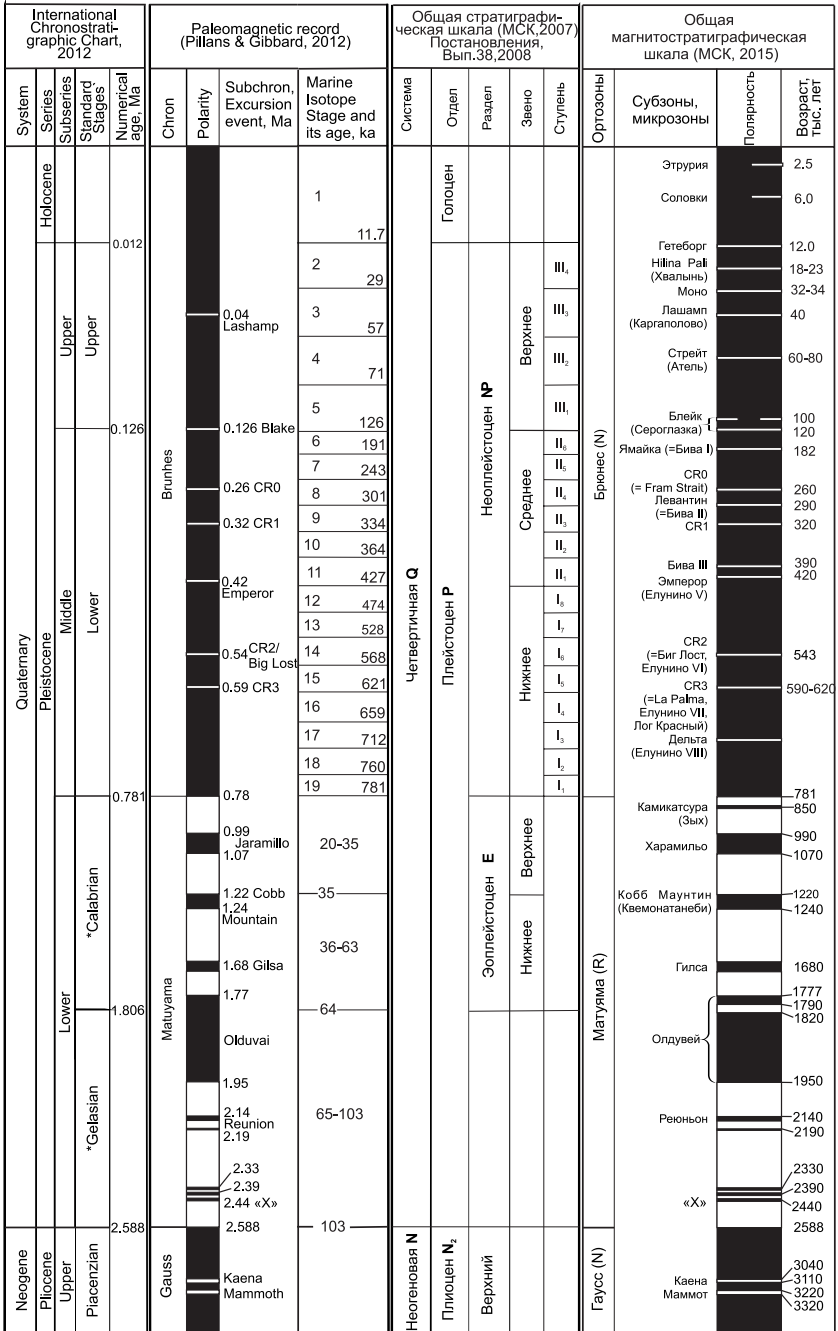 International
Chronostrati-
graphic Chart,
2012
Paleomagnetic record
(Pillans & Gibbard, 2012)
Общая стратиграфи-
ческая шкала (МСК,2007)
Постановления,
Вып.38,2008
Общая
магнитостратиграфическая
шкала (МСК, 2015)
System
Series
Subseries
Standard
Stages
Numerical
age, Ma
Chron
Polarity
Subchron,
Excursion
event, Ma
Marine
Isotope
Stage and
its age, ka
Система
Отдел
Раздел
Звено
Ступень
Ортозоны
Субзоны,
микрозоны
Полярность
Возраст,
тыс. лет
Quaternary
Neogene
Holocene
Pleistocene
Pliocene
Upper
Middle
Lower
Upper
Upper
Lower
*Calabrian
*Gelasian
Piacenzian
0.012
0.126
0.781
1.806
2.588
Brunhes
Matuyama
Gauss
0.04
Lashamp
0.126 Blake
0.26 CR0
0.32 CR1
0.42
Emperor
0.54 CR2/
Big Lost
0.59 CR3
0.78
0.99
Jaramillo
1.07
1.22 Cobb
1.24
Mountain
1.68 Gilsa
1.77
Olduvai
1.95
2.14
Reunion
2.19
2.33
2.39
2.44 «X»
2.588
Kaena
Mammoth
1
11.7
2
29
3
57
4
71
5
126
6
191
7
243
8
301
9
334
10
364
11
427
12
474
13
528
14
568
15
621
16
659
17
712
18
760
19
781
20-35
35
36-63
64
65-103
103
Четвертичная Q
Неогеновая N
Голоцен
Плейстоцен P
Плиоцен N₂
Неоплейстоцен NP
Эоплейстоцен E
Верхний
Верхнее
Среднее
Нижнее
Верхнее
Нижнее
III₄
III₃
III₂
III₁
II₆
II₅
II₄
II₃
II₂
II₁
I₈
I₇
I₆
I₅
I₄
I₃
I₂
I₁
Брюнес (N)
Матуяма (R)
Гаусс (N)
Этрурия
2.5
Соловки
6.0
Гетеборг
12.0
Hilina Pali
(Хвалынь)
18-23
Моно
32-34
Лашамп
(Каргаполово)
40
Стрейт
(Атель)
60-80
Блейк
(Сероглазка)
100
120
Ямайка (=Бива I)
182
CR0
(= Fram Strait)
260
Левантин
(=Бива II)
290
CR1
320
Бива III
390
Эмперор
(Елунино V)
420
CR2
(=Биг Лост,
Елунино VI)
543
CR3
(=La Palma,
Елунино VII,
Лог Красный)
590-620
Дельта
(Елунино VIII)
781
Камикатсура
(Зых)
850
Харамильо
990
1070
Кобб Маунтин
(Квемонатанеби)
1220
1240
Гилса
1680
Олдувей
1777
1790
1820
1950
Реюньон
2140
2190
«X»
2330
2390
2440
2588
Каена
Маммот
3040
3110
3220
3320